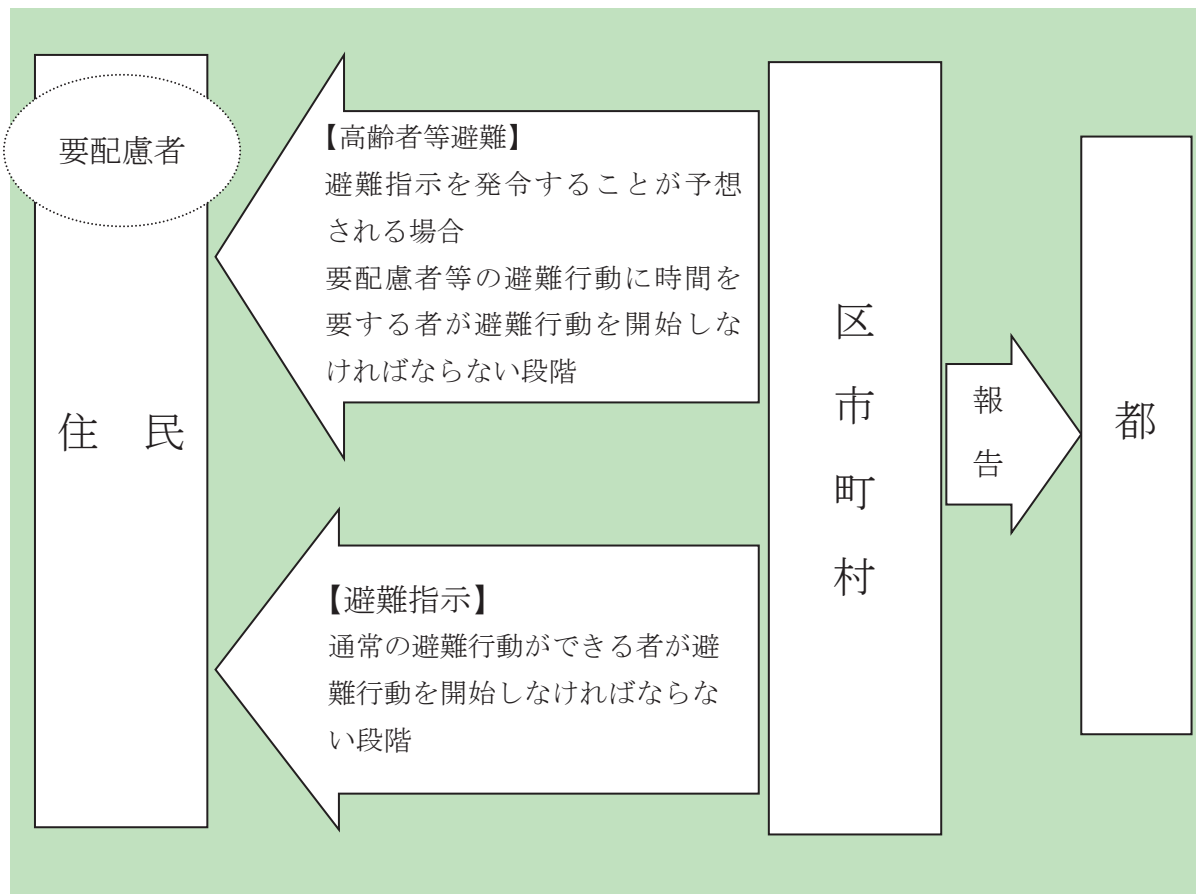 要配慮者
住　民
【高齢者等避難】
避難指示を発令することが予想
される場合
要配慮者等の避難行動に時間を
要する者が避難行動を開始しな
ければならない段階
【避難指示】
通常の避難行動ができる者が避
難行動を開始しなければならな
い段階
区市町村
報告
都